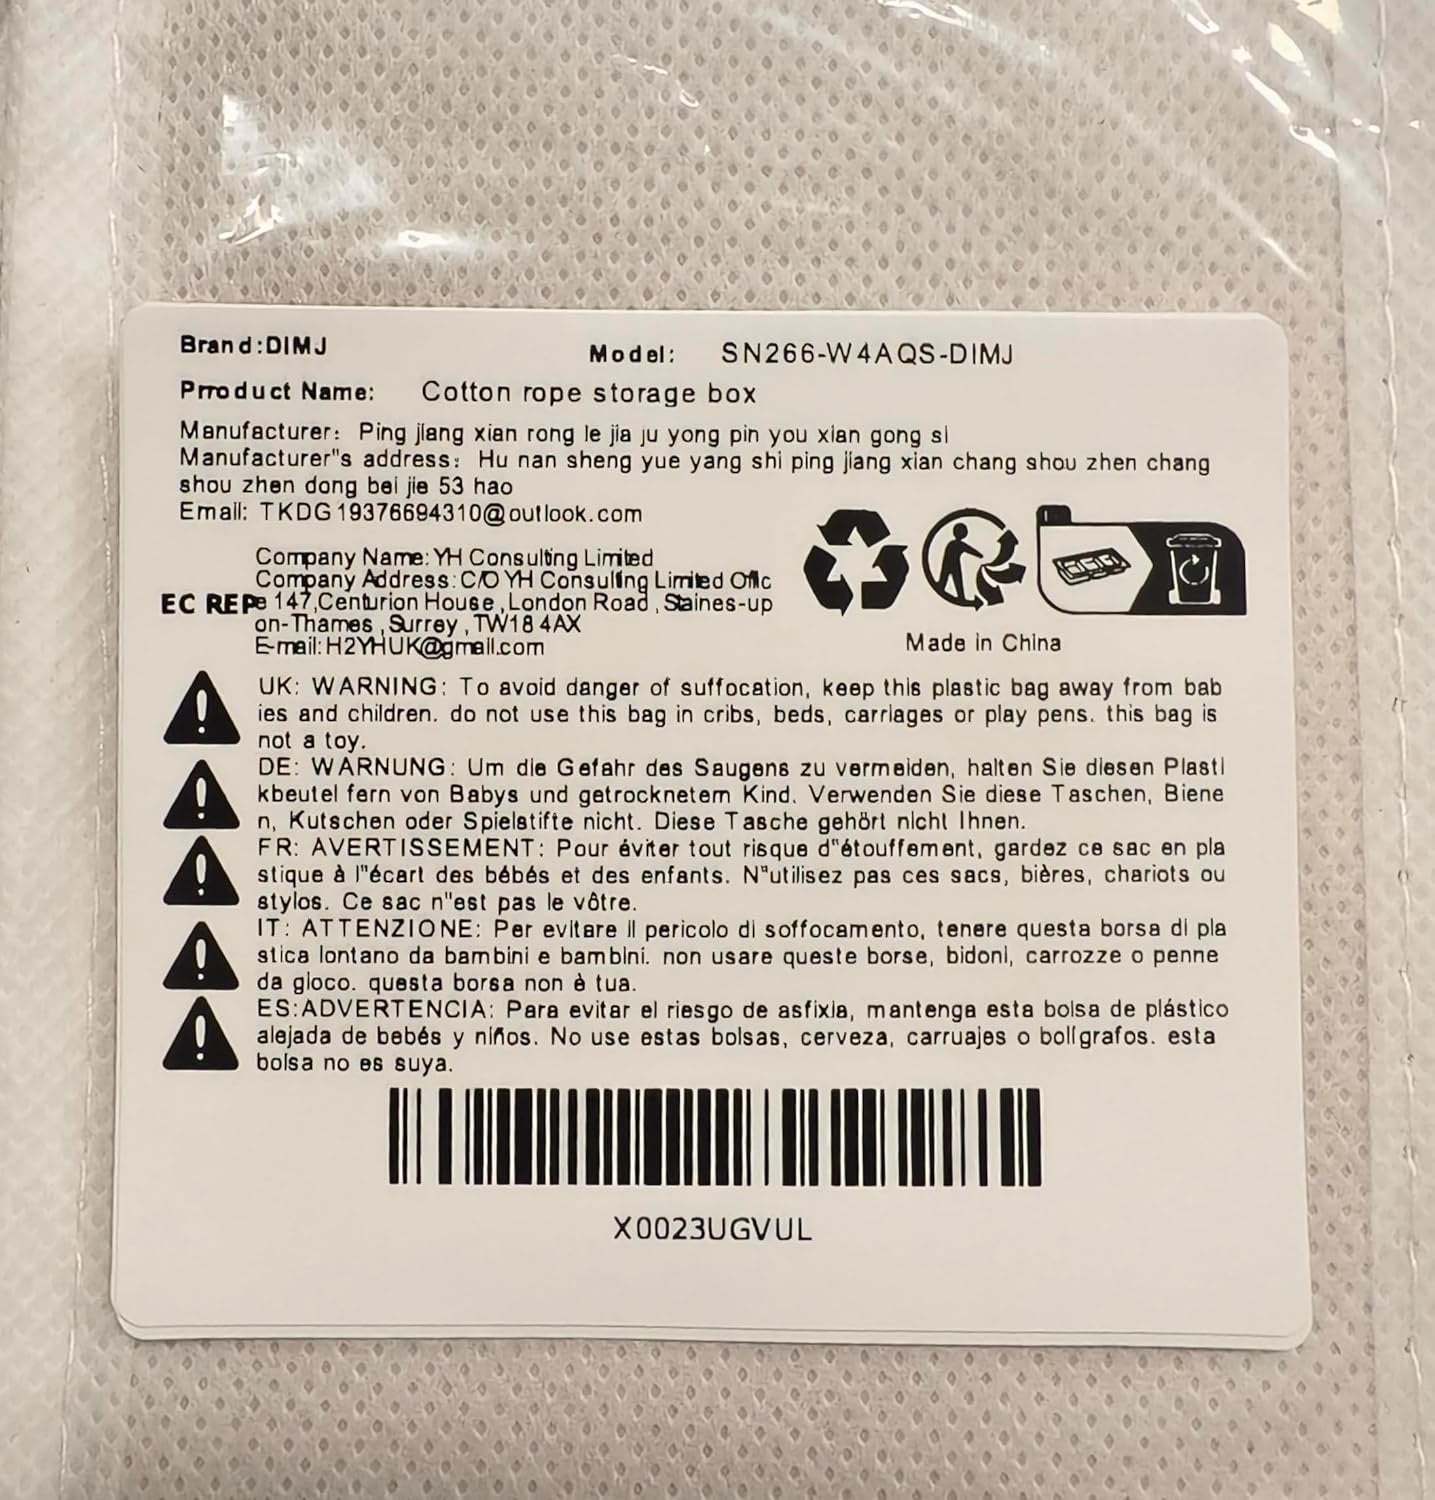 Brand:DIMJ Model: SN266-W4AQS-DIMJ
Prroduct Name: Cotton rope storage box
Manufacturer: Ping jiang xian rong le jia ju yong pin you xian gong si
Manufacturer"s address: Hu nan sheng yue yang shi ping jiang xian chang shou zhen chang
shou zhen dong bei jie 53 hao
Email: TKDG19376694310@outlook.com
Company Name: YH Consulting Limited
Company Address: C/O YH Consulting Limited Offic
EC REP e 147,Centurion House ,London Road ,Staines-up
on-Thames ,Surrey ,TW18 4AX
E-mail: H2YHUK@gmail.com
Made in China
UK: WARNING: To avoid danger of suffocation, keep this plastic bag away from bab
ies and children. do not use this bag in cribs, beds, carriages or play pens. this bag is
not a toy.
DE: WARNUNG: Um die Gefahr des Saugens zu vermeiden, halten Sie diesen Plasti
kbeutel fern von Babys und getrocknetem Kind. Verwenden Sie diese Taschen, Biene
n, Kutschen oder Spielstifte nicht. Diese Tasche gehört nicht Ihnen.
FR: AVERTISSEMENT: Pour éviter tout risque d"étouffement, gardez ce sac en pla
stique à l"écart des bébés et des enfants. N"utilisez pas ces sacs, bières, chariots ou
stylos. Ce sac n"est pas le vôtre.
IT: ATTENZIONE: Per evitare il pericolo di soffocamento, tenere questa borsa di pla
stica lontano da bambini e bambini. non usare queste borse, bidoni, carrozze o penne
da gioco. questa borsa non è tua.
ES:ADVERTENCIA: Para evitar el riesgo de asfixia, mantenga esta bolsa de plástico
alejada de bebés y niños. No use estas bolsas, cerveza, carruajes o bolígrafos. esta
bolsa no es suya.
X0023UGVUL